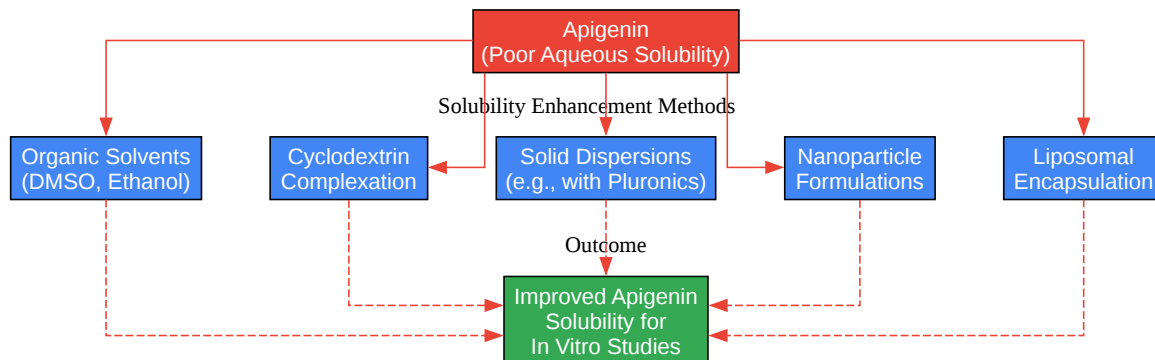 Apigenin
(Poor Aqueous Solubility)
Solubility Enhancement Methods
Organic Solvents
(DMSO, Ethanol)
Cyclodextrin
Complexation
Solid Dispersions
(e.g., with Pluronics)
Nanoparticle
Formulations
Liposomal
Encapsulation
Outcome
Improved Apigenin
Solubility for
In Vitro Studies